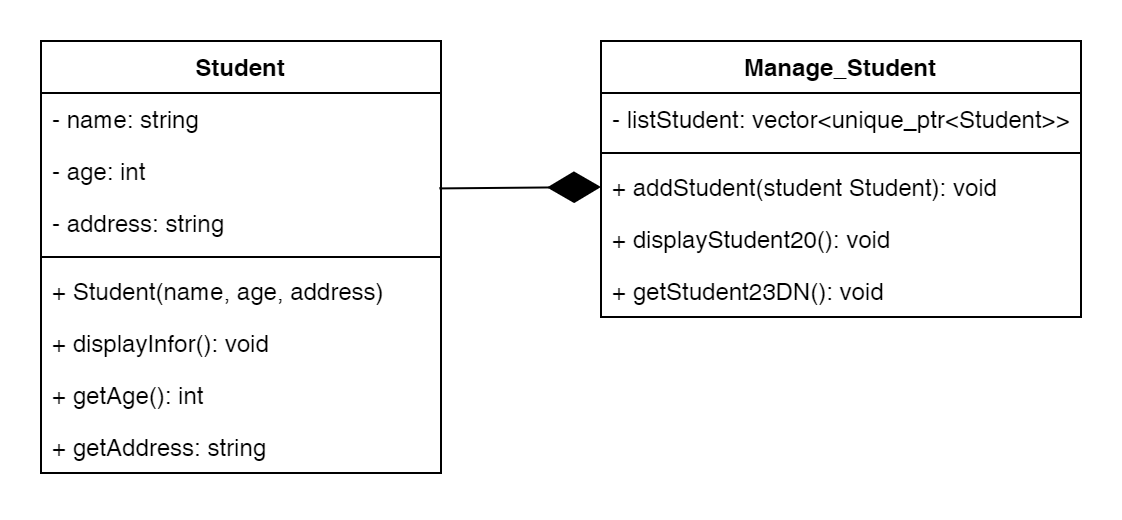 Student
- name: string
- age: int
- address: string
+ Student(name, age, address)
+ displayInfor(): void
+ getAge(): int
+ getAddress: string
Manage_Student
- listStudent: vector<unique_ptr<Student>>
+ addStudent(student Student): void
+ displayStudent20(): void
+ getStudent23DN(): void